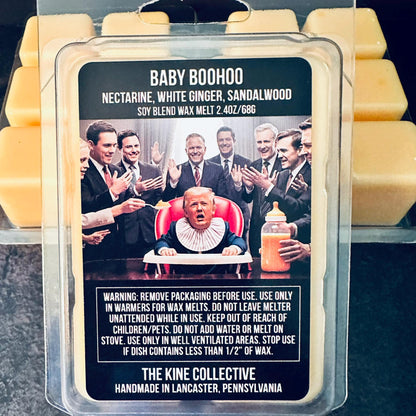 BABY BOOHOO
NECTARINE, WHITE GINGER, SANDALWOOD
SOY BLEND WAX MELT 2.4OZ/68G
WARNING: REMOVE PACKAGING BEFORE USE. USE ONLY
IN WARMERS FOR WAX MELTS. DO NOT LEAVE MELTER
UNATTENDED WHILE IN USE. KEEP OUT OF REACH OF
CHILDREN/PETS. DO NOT ADD WATER OR MELT ON
STOVE. USE ONLY IN WELL VENTILATED AREAS. STOP USE
IF DISH CONTAINS LESS THAN 1/2" OF WAX.
THE KINE COLLECTIVE
HANDMADE IN LANCASTER, PENNSYLVANIA